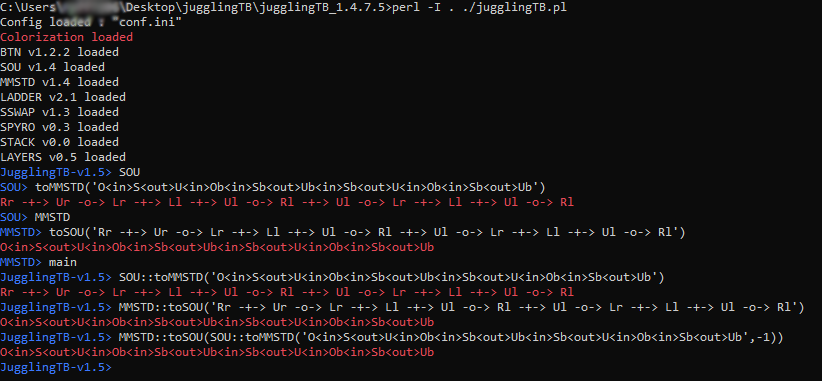 C:\Users\ \Desktop\jugglingTB\jugglingTB_1.4.7.5>perl -I . ./jugglingTB.pl
Config loaded : "conf.ini"
Colorization loaded
BTN v1.2.2 loaded
SOU v1.4 loaded
MMSTD v1.4 loaded
LADDER v2.1 loaded
SSWAP v1.3 loaded
SPYRO v0.3 loaded
STACK v0.0 loaded
LAYERS v0.5 loaded
JugglingTB-v1.5> SOU
SOU> toMMSTD('O<in>S<out>U<in>Ob<in>Sb<out>Ub<in>Sb<out>U<in>Ob<in>Sb<out>Ub')
Rr -+-> Ur -o-> Lr -+-> Ll -+-> Ul -o-> Rl -+-> Ul -o-> Lr -+-> Ll -+-> Ul -o-> Rl
SOU> MMSTD
MMSTD> toSOU('Rr -+-> Ur -o-> Lr -+-> Ll -+-> Ul -o-> Rl -+-> Ul -o-> Lr -+-> Ll -+-> Ul -o-> Rl')
O<in>S<out>U<in>Ob<in>Sb<out>Ub<in>Sb<out>U<in>Ob<in>Sb<out>Ub
MMSTD> main
JugglingTB-v1.5> SOU::toMMSTD('O<in>S<out>U<in>Ob<in>Sb<out>Ub<in>Sb<out>U<in>Ob<in>Sb<out>Ub')
Rr -+-> Ur -o-> Lr -+-> Ll -+-> Ul -o-> Rl -+-> Ul -o-> Lr -+-> Ll -+-> Ul -o-> Rl
JugglingTB-v1.5> MMSTD::toSOU('Rr -+-> Ur -o-> Lr -+-> Ll -+-> Ul -o-> Rl -+-> Ul -o-> Lr -+-> Ll -+-> Ul -o-> Rl')
O<in>S<out>U<in>Ob<in>Sb<out>Ub<in>Sb<out>U<in>Ob<in>Sb<out>Ub
JugglingTB-v1.5> MMSTD::toSOU(SOU::toMMSTD('O<in>S<out>U<in>Ob<in>Sb<out>Ub<in>Sb<out>U<in>Ob<in>Sb<out>Ub',-1))
O<in>S<out>U<in>Ob<in>Sb<out>Ub<in>Sb<out>U<in>Ob<in>Sb<out>Ub
JugglingTB-v1.5>